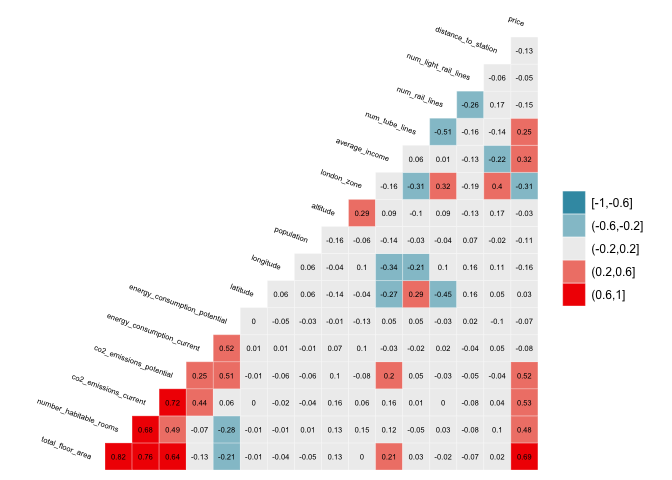 price
distance_to_station
-0.13
num_light_rail_lines
-0.06 -0.05
num_rail_lines
-0.26 0.17 -0.15
num_tube_lines
-0.51 -0.16 -0.14 0.25
average_income
0.06 0.01 -0.13 -0.22 0.32
london_zone
-0.16 -0.31 0.32 -0.19 0.4 -0.31
altitude
0.29 0.09 -0.1 0.09 -0.13 0.17 -0.03
population
-0.16 -0.06 -0.14 -0.03 -0.04 0.07 -0.02 -0.11
longitude
0.06 -0.04 0.1 -0.34 -0.21 0.1 0.16 0.11 -0.16
latitude
0.06 0.06 -0.14 -0.04 -0.27 0.29 -0.45 0.16 0.05 0.03
energy_consumption_potential
0 -0.05 -0.03 -0.01 -0.13 0.05 0.05 -0.03 0.02 -0.1 -0.07
energy_consumption_current
0.52 0.01 0.01 -0.01 0.07 0.1 -0.03 -0.02 0.02 -0.04 0.05 -0.08
co2_emissions_potential
0.25 0.51 -0.01 -0.06 -0.06 0.1 -0.08 0.2 0.05 -0.03 -0.05 -0.04 0.52
co2_emissions_current
0.72 0.44 0.06 0 -0.02 -0.04 0.16 0.06 0.16 0.01 0 -0.08 0.04 0.53
number_habitable_rooms
0.68 0.49 -0.07 -0.28 -0.01 -0.04 -0.01 0.13 0.15 0.12 -0.05 0.03 -0.08 0.1 0.48
total_floor_area
0.82 0.76 0.64 -0.13 -0.21 -0.01 -0.04 -0.05 0.13 0 0.21 0.03 -0.02 -0.07 0.02 0.69
[-1,-0.6]
(-0.6,-0.2]
(-0.2,0.2]
(0.2,0.6]
(0.6,1]